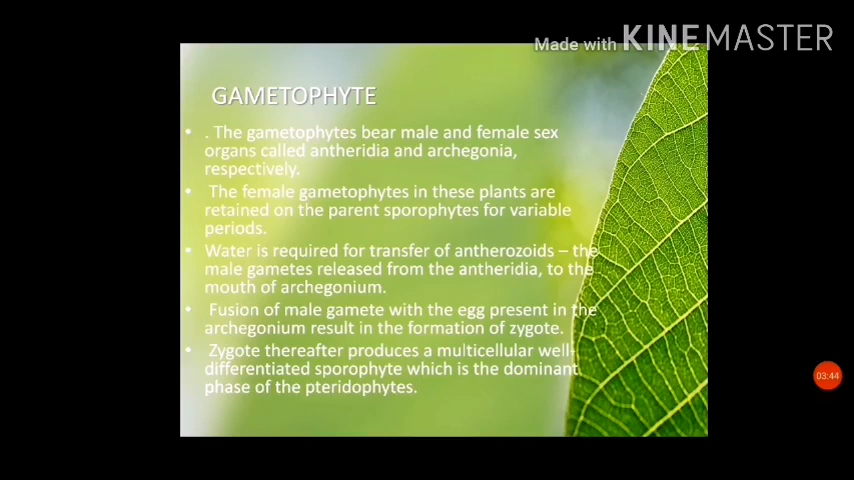 Made with KINEMASTER
GAMETOPHYTE
• . The gametophytes bear male and female sex
organs called antheridia and archegonia,
respectively.
• The female gametophytes in these plants are
retained on the parent sporophytes for variable
periods.
• Water is required for transfer of antherozoids – the
male gametes released from the antheridia, to the
mouth of archegonium.
• Fusion of male gamete with the egg present in the
archegonium result in the formation of zygote.
• Zygote thereafter produces a multicellular well-
differentiated sporophyte which is the dominant
phase of the pteridophytes.
03:44